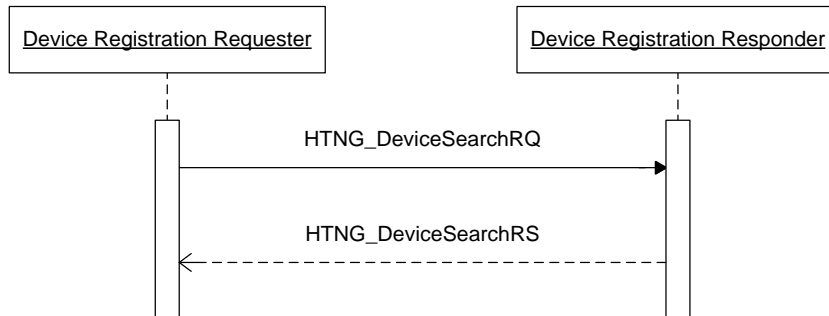 Device Registration Requester
Device Registration Responder
HTNG_DeviceSearchRQ
HTNG_DeviceSearchRS